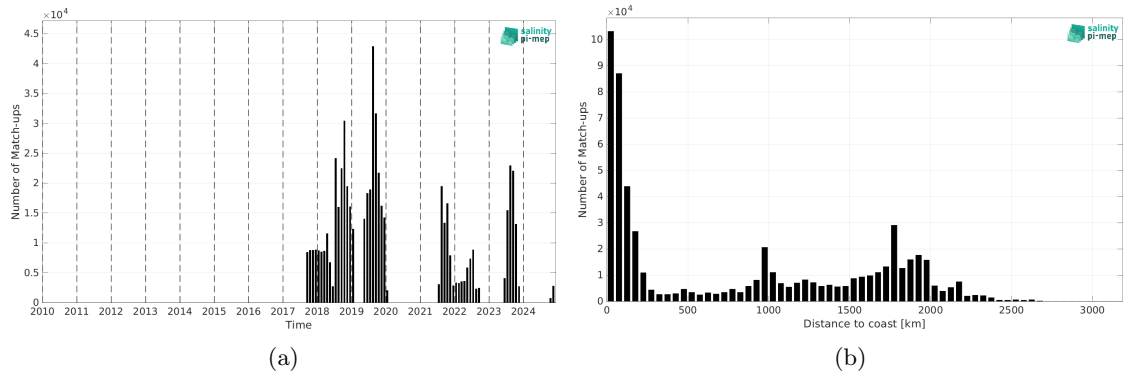 ×10⁴
4.5
4
3.5
3
2.5
2
1.5
1
0.5
0
Number of Match-ups
2010 2011 2012 2013 2014 2015 2016 2017 2018 2019 2020 2021 2022 2023 2024
Time
salinity
pi-mep
(a)
×10⁴
10
9
8
7
6
5
4
3
2
1
0
Number of Match-ups
0 500 1000 1500 2000 2500 3000
Distance to coast [km]
salinity
pi-mep
(b)